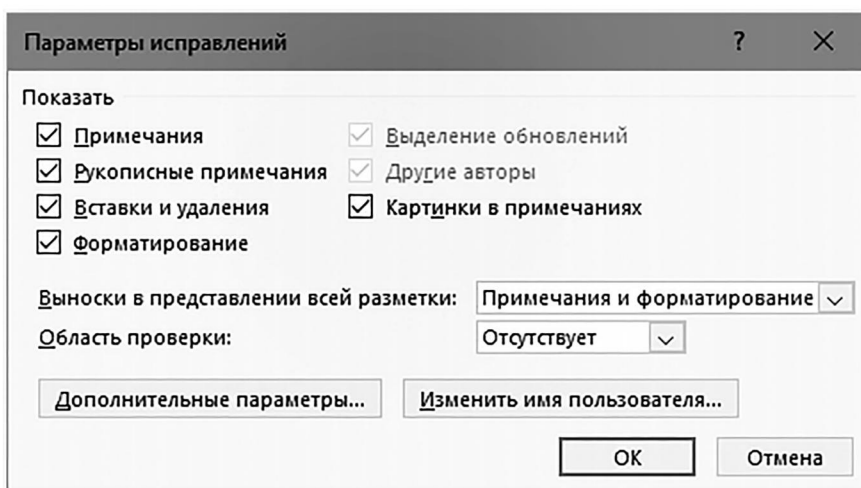 Параметры исправлений ? ✕
Показать
Примечания Выделение обновлений
Рукописные примечания Другие авторы
Вставки и удаления Картинки в примечаниях
Форматирование
Выноски в представлении всей разметки: Примечания и форматирование
Область проверки: Отсутствует
Дополнительные параметры... Изменить имя пользователя...
ОК Отмена